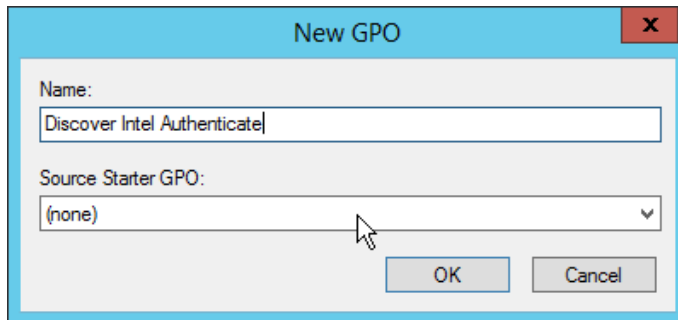 New GPO
x
Name:
Discover Intel Authenticate
Source Starter GPO:
(none)
OK Cancel